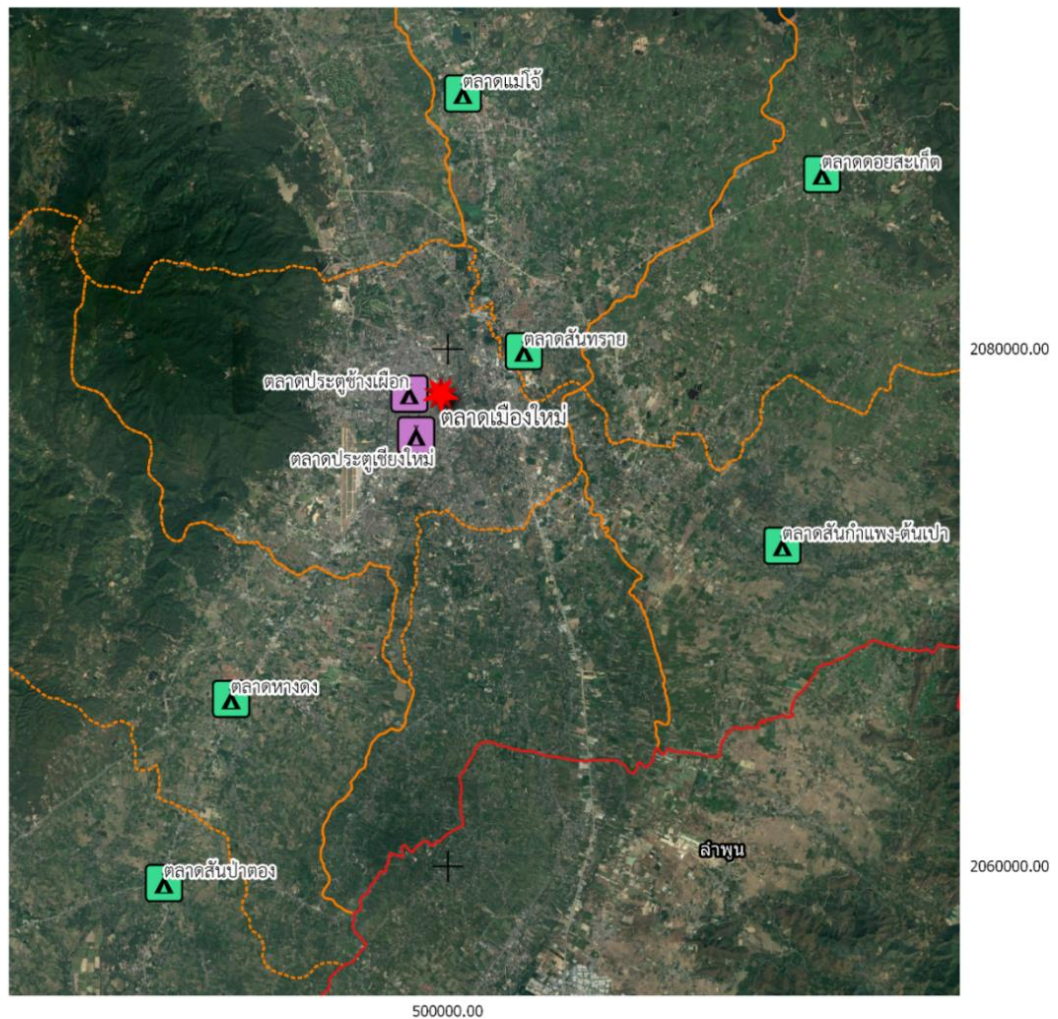 ตลาดแม่โจ้
ตลาดดอยสะเก็ต
ตลาดสันทราย
2080000.00
ตลาดประตูช้างเผือก
ตลาดเมืองใหม่
ตลาดประตูเชียงใหม่
ตลาดสันกำแพง-ต้นเปา
ตลาดหางดง
ลำพูน
2060000.00
ตลาดสันป่าตอง
500000.00